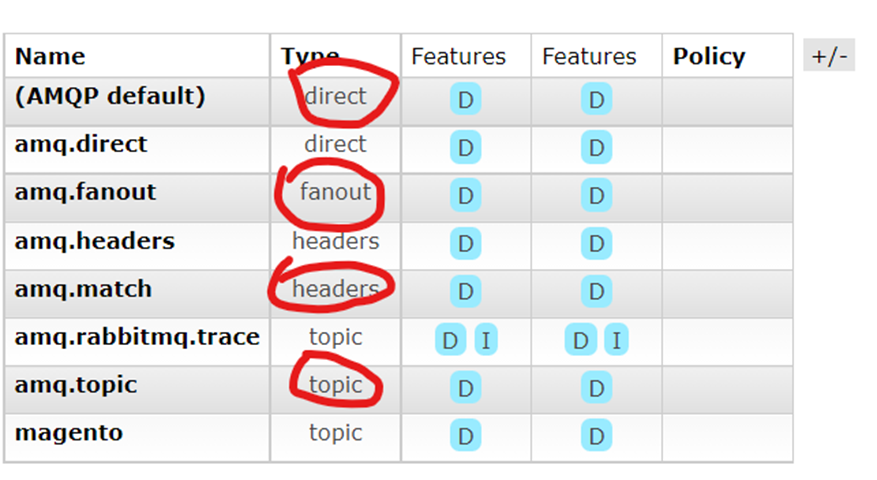 Name Type Features Features Policy +/-
(AMQP default) direct D D
amq.direct direct D D
amq.fanout fanout D D
amq.headers headers D D
amq.match headers D D
amq.rabbitmq.trace topic D I D I
amq.topic topic D D
magento topic D D